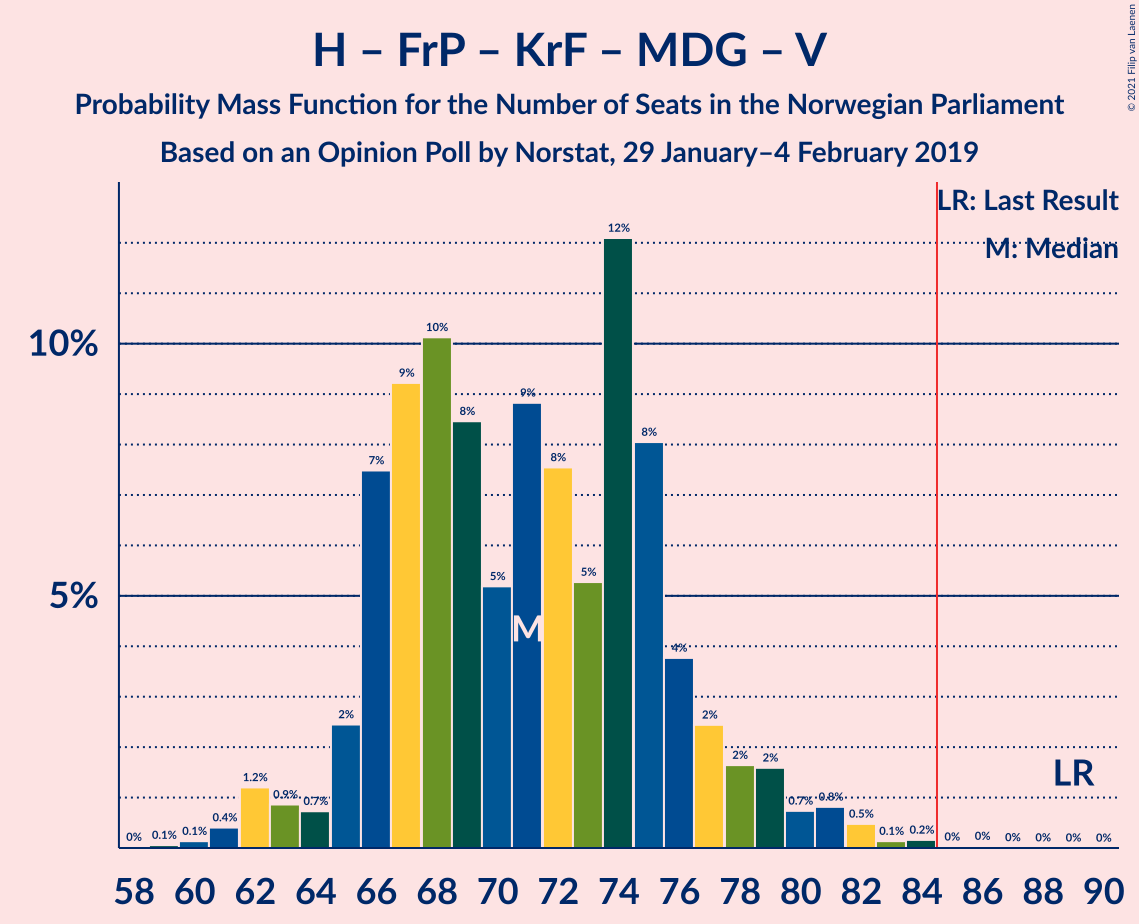 H – FrP – KrF – MDG – V
Probability Mass Function for the Number of Seats in the Norwegian Parliament
Based on an Opinion Poll by Norstat, 29 January–4 February 2019
© 2021 Filip van Laenen
LR: Last Result
M: Median
10%
5%
0% 0.1% 0.1% 0.4% 1.2% 0.9% 0.7% 2% 7% 9% 10% 8% 5% 9% 8% 5% 12% 8% 4% 2% 2% 2% 0.7% 0.8% 0.5% 0.1% 0.2% 0% 0% 0% 0% 0% 0%
M
LR
58 60 62 64 66 68 70 72 74 76 78 80 82 84 86 88 90